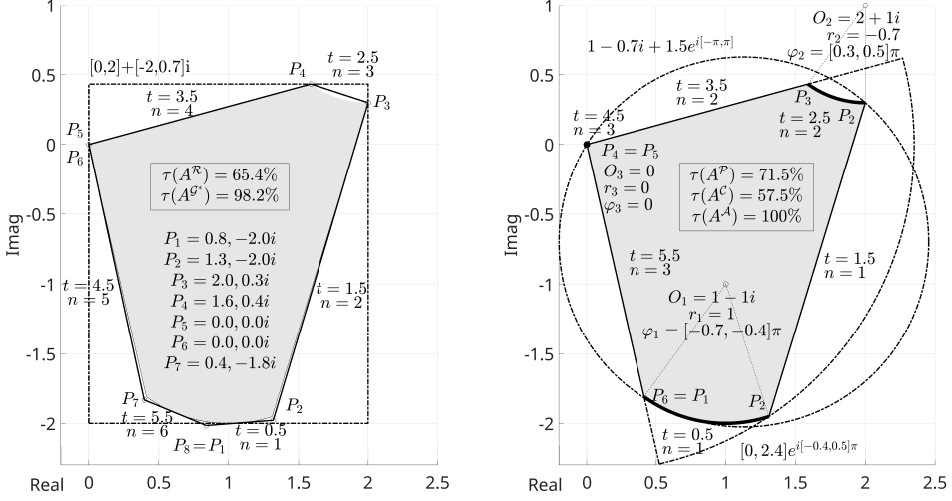 1
0.5
0
-0.5
-1
-1.5
-2
Imag
Real 0 0.5 1 1.5 2 2.5
[0,2]+[-2,0.7]i
t = 2.5
n = 3
P₄
P₃
t = 3.5
n = 4
P₅
P₆
τ(A^ℛ) = 65.4%
τ(A^𝒢*) = 98.2%
P₁ = 0.8, −2.0i
P₂ = 1.3, −2.0i
P₃ = 2.0, 0.3i
P₄ = 1.6, 0.4i
P₅ = 0.0, 0.0i
P₆ = 0.0, 0.0i
P₇ = 0.4, −1.8i
t = 4.5
n = 5
t = 1.5
n = 2
P₇
t = 5.5
n = 6
P₂
t = 0.5
n = 1
P₈=P₁
1
0.5
0
-0.5
-1
-1.5
-2
Imag
Real 0 0.5 1 1.5 2 2.5
1 − 0.7i + 1.5e^{i[−π,π]}
O₂ = 2 + 1i
r₂ = −0.7
φ₂ = [0.3, 0.5]π
t = 3.5
n = 2
P₃
P₂
t = 2.5
n = 2
t = 4.5
n = 3
P₄ = P₅
O₃ = 0
r₃ = 0
φ₃ = 0
τ(A^𝒫) = 71.5%
τ(A^𝒞) = 57.5%
τ(A^𝒜) = 100%
t = 5.5
n = 3
t = 1.5
n = 1
O₁ = 1 − 1i
r₁ = 1
φ₁ − [−0.7, −0.4]π
P₆ = P₁
P₂
t = 0.5
n = 1
[0, 2.4]e^{i[−0.4,0.5]π}